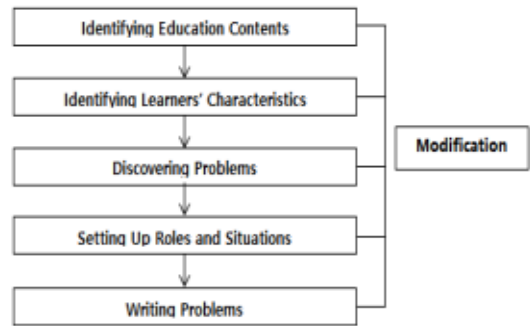 Identifying Education Contents
Identifying Learners' Characteristics
Modification
Discovering Problems
Setting Up Roles and Situations
Writing Problems